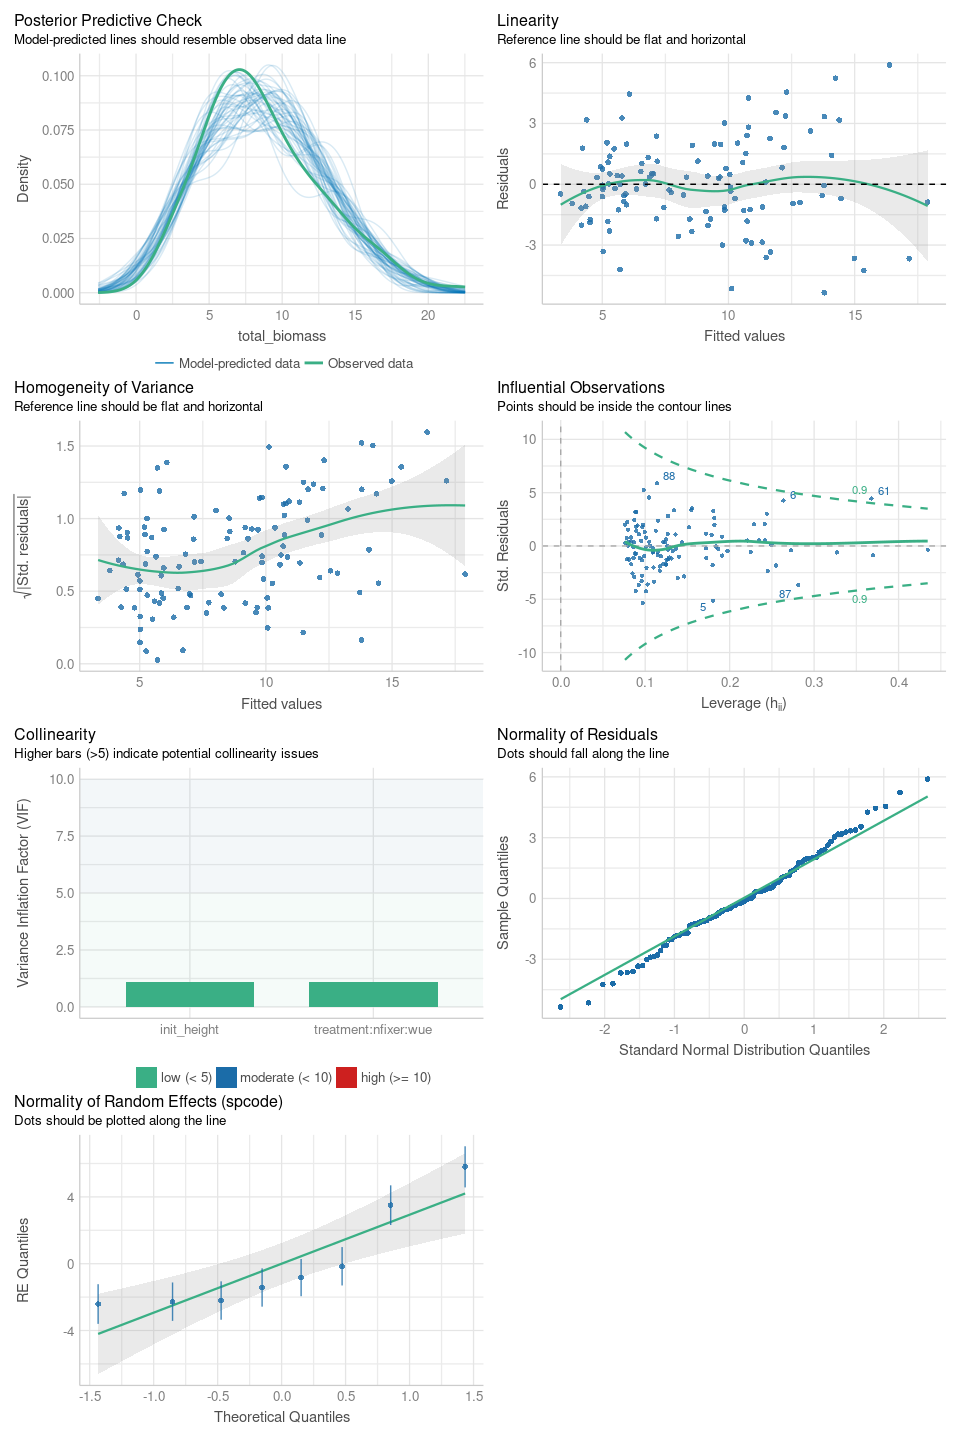 Posterior Predictive Check
Model-predicted lines should resemble observed data line
Density
0.100
0.075
0.050
0.025
0.000
0
5
10
15
20
total_biomass
Model-predicted data
Observed data
Linearity
Reference line should be flat and horizontal
Residuals
6
3
0
-3
5
10
15
Fitted values
Homogeneity of Variance
Reference line should be flat and horizontal
√|Std. residuals|
1.5
1.0
0.5
0.0
5
10
15
Fitted values
Influential Observations
Points should be inside the contour lines
Std. Residuals
10
5
0
-5
-10
88
6
0.9
61
5
87
0.9
0.0
0.1
0.2
0.3
0.4
Leverage (hii)
Collinearity
Higher bars (>5) indicate potential collinearity issues
Variance Inflation Factor (VIF)
10.0
7.5
5.0
2.5
0.0
init_height
treatment:nfixer:wue
low (< 5)
moderate (< 10)
high (>= 10)
Normality of Residuals
Dots should fall along the line
Sample Quantiles
6
3
0
-3
-2
-1
0
1
2
Standard Normal Distribution Quantiles
Normality of Random Effects (spcode)
Dots should be plotted along the line
RE Quantiles
4
0
-4
-1.5
-1.0
-0.5
0.0
0.5
1.0
1.5
Theoretical Quantiles